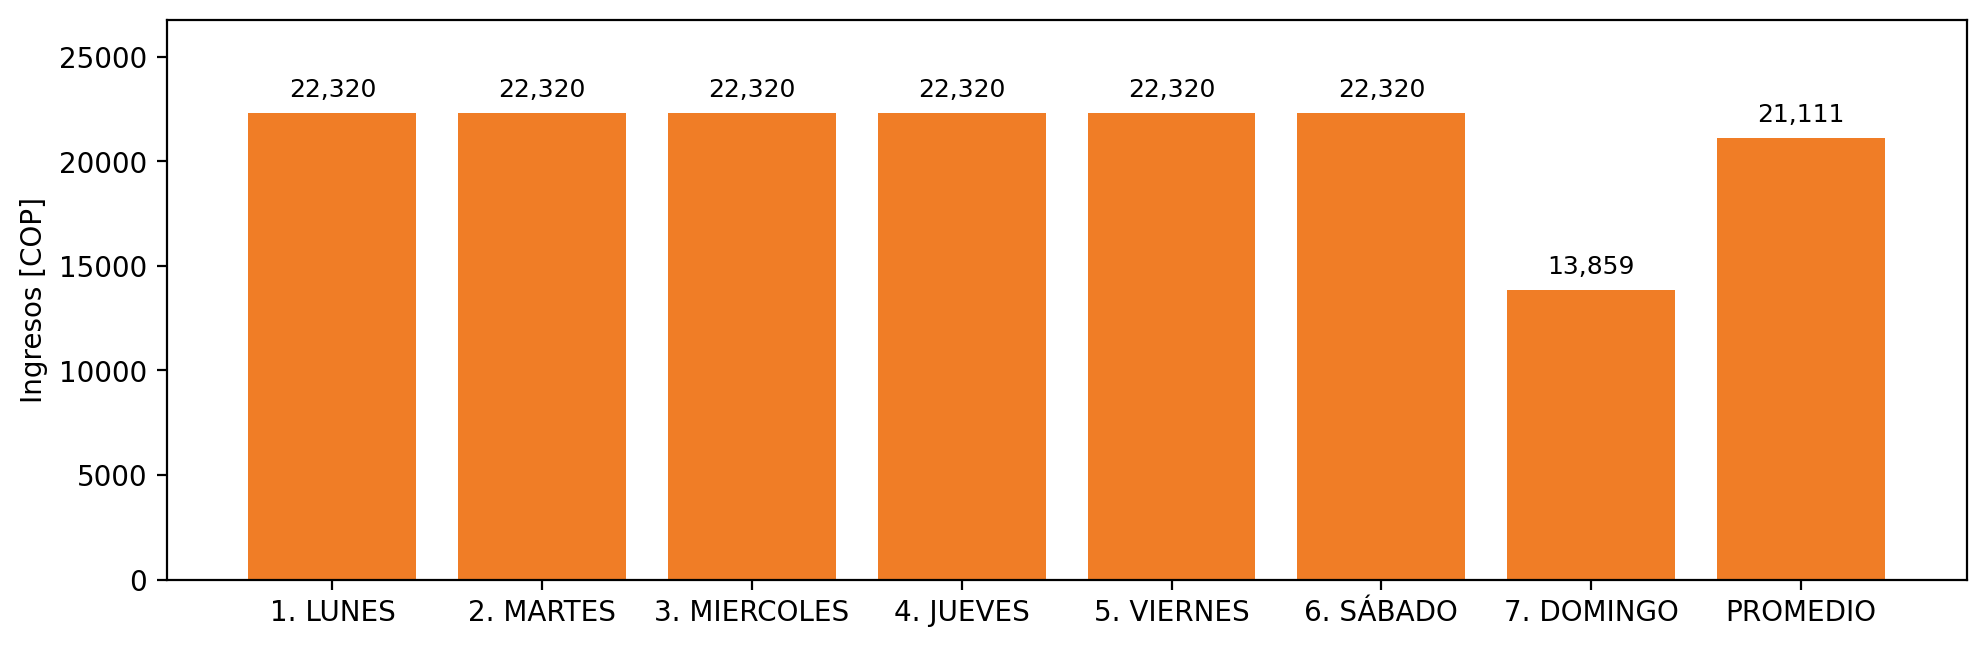 Ingresos [COP]
25000
20000
15000
10000
5000
0
22,320
22,320
22,320
22,320
22,320
22,320
13,859
21,111
1. LUNES
2. MARTES
3. MIERCOLES
4. JUEVES
5. VIERNES
6. SÁBADO
7. DOMINGO
PROMEDIO